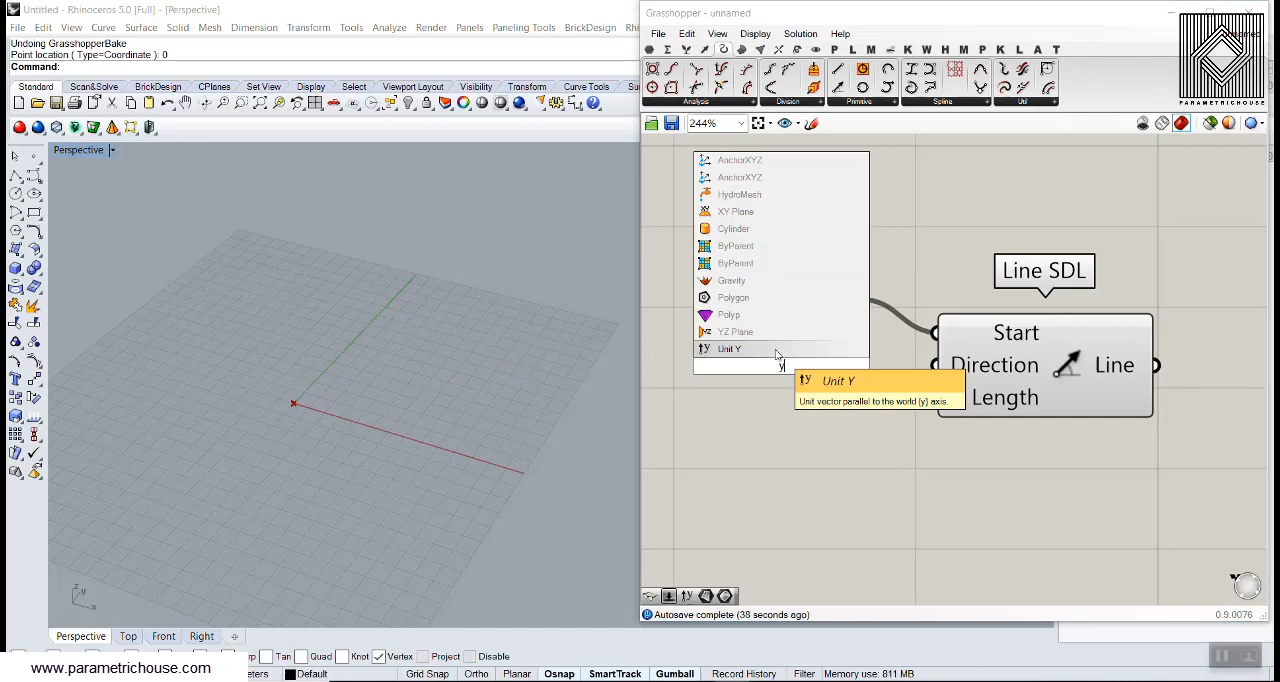 Untitled - Rhinoceros 5.0 [Full] - [Perspective]
File Edit View Curve Surface Solid Mesh Dimension Transform Tools Analyze Render Panels Paneling Tools BrickDesign
Undoing GrasshopperBake
Point location ( Type=Coordinate ): 0
Command:
Standard Scan&Solve BrickDesign CPlanes Set View Display Select Viewport Layout Visibility Transform Curve Tools
Perspective
z
y
x
Perspective Top Front Right
Tan Quad Knot Vertex Project Disable
Default Grid Snap Ortho Planar Osnap SmartTrack Gumball Record History Filter Memory use: 811 MB
www.parametrichouse.com
Grasshopper - unnamed
File Edit View Display Solution Help
P L M K W H M P K L A T
Analysis Division Primitive Spline Util
PARAMETRICHOUSE
244%
AnchorXYZ
AnchorXYZ
HydroMesh
XY Plane
Cylinder
ByParent
ByParent
Gravity
Polygon
Polyp
YZ Plane
Unit Y
y
Unit Y
Unit vector parallel to the world {y} axis.
Line SDL
Start
Direction
Length
Line
Autosave complete (38 seconds ago)
0.9.0076